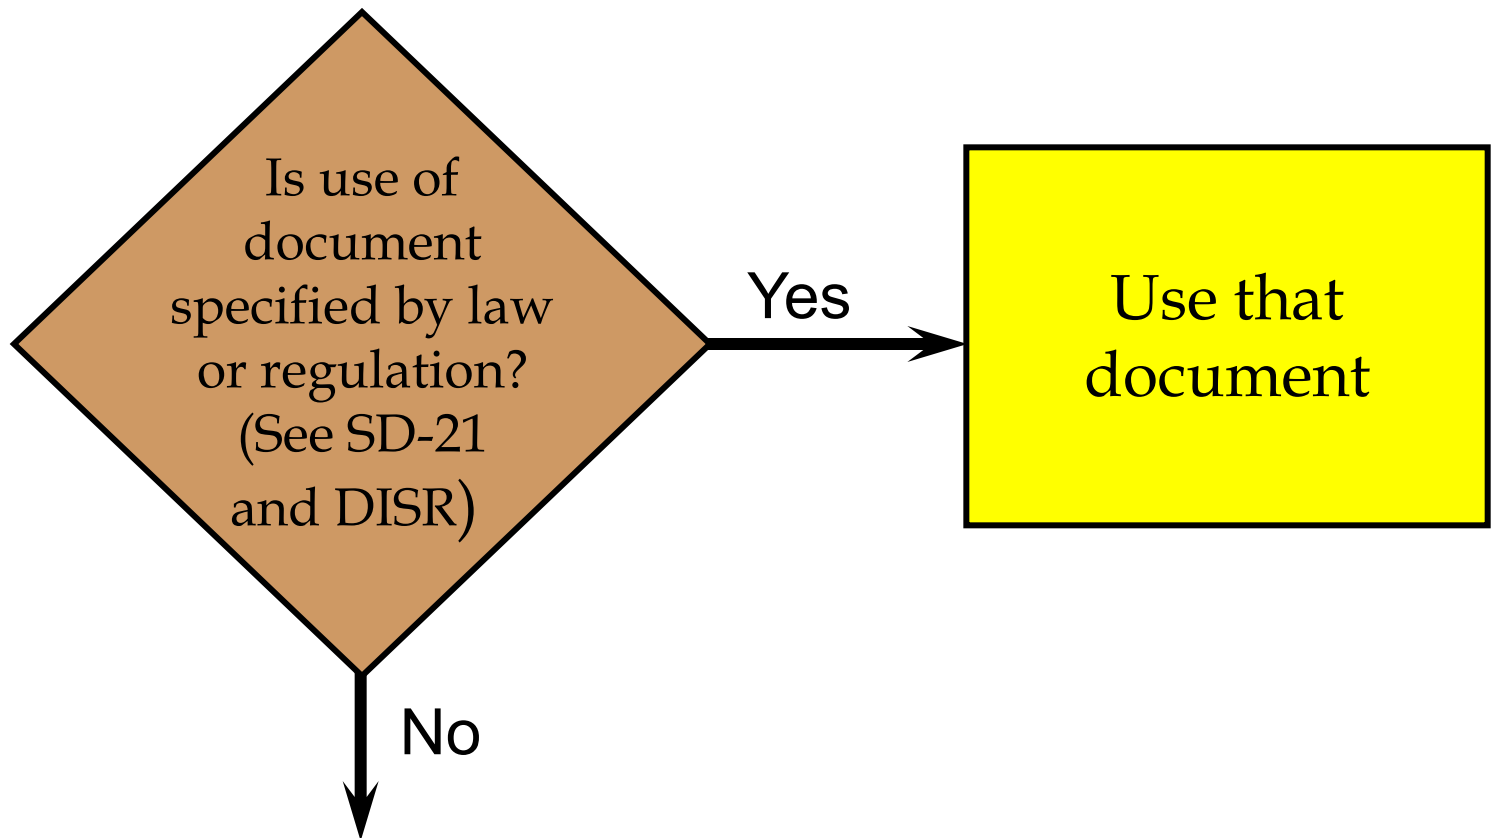 Is use of
document
specified by law
or regulation?
(See SD-21
and DISR)
Yes
Use that
document
No